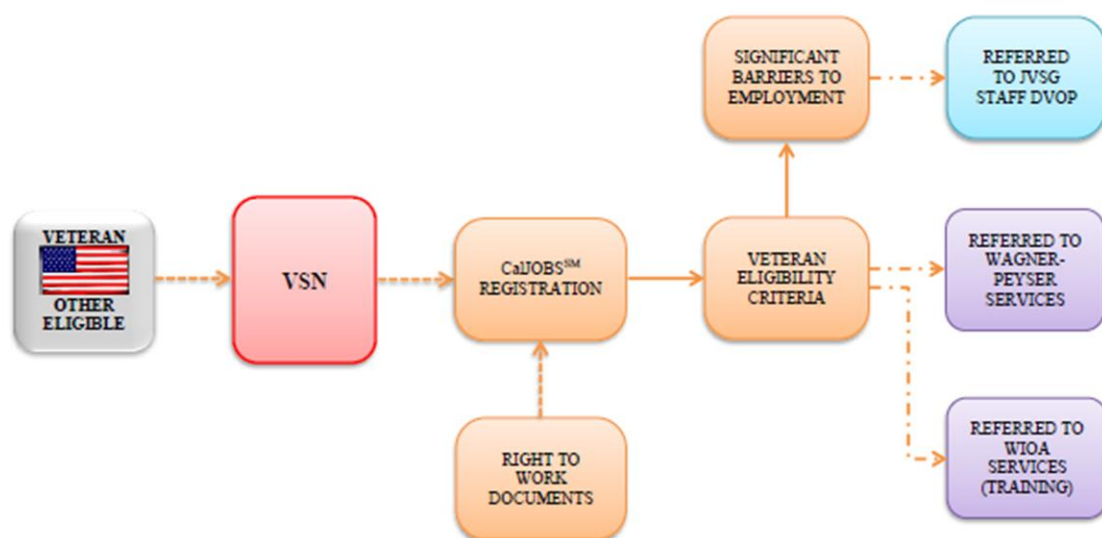 VETERAN
OTHER
ELIGIBLE
VSN
CalJOBS℠
REGISTRATION
RIGHT TO
WORK
DOCUMENTS
VETERAN
ELIGIBILITY
CRITERIA
SIGNIFICANT
BARRIERS TO
EMPLOYMENT
REFERRED
TO JVSG
STAFF DVOP
REFERRED TO
WAGNER-
PEYSER
SERVICES
REFERRED TO
WIOA
SERVICES
(TRAINING)